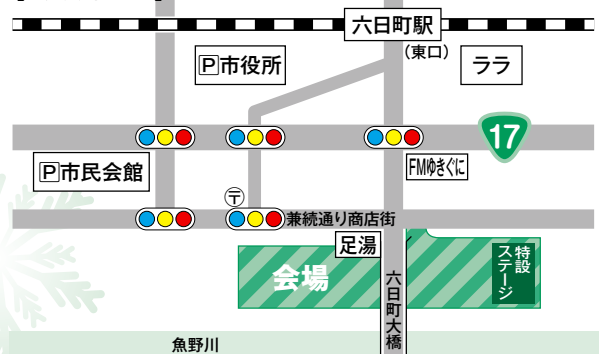 六日町駅
(東口)
P市役所
ララ
17
P市民会館
FMゆきぐに
〒
兼続通り商店街
足湯
会場
特設
ステージ
六日町大橋
魚野川